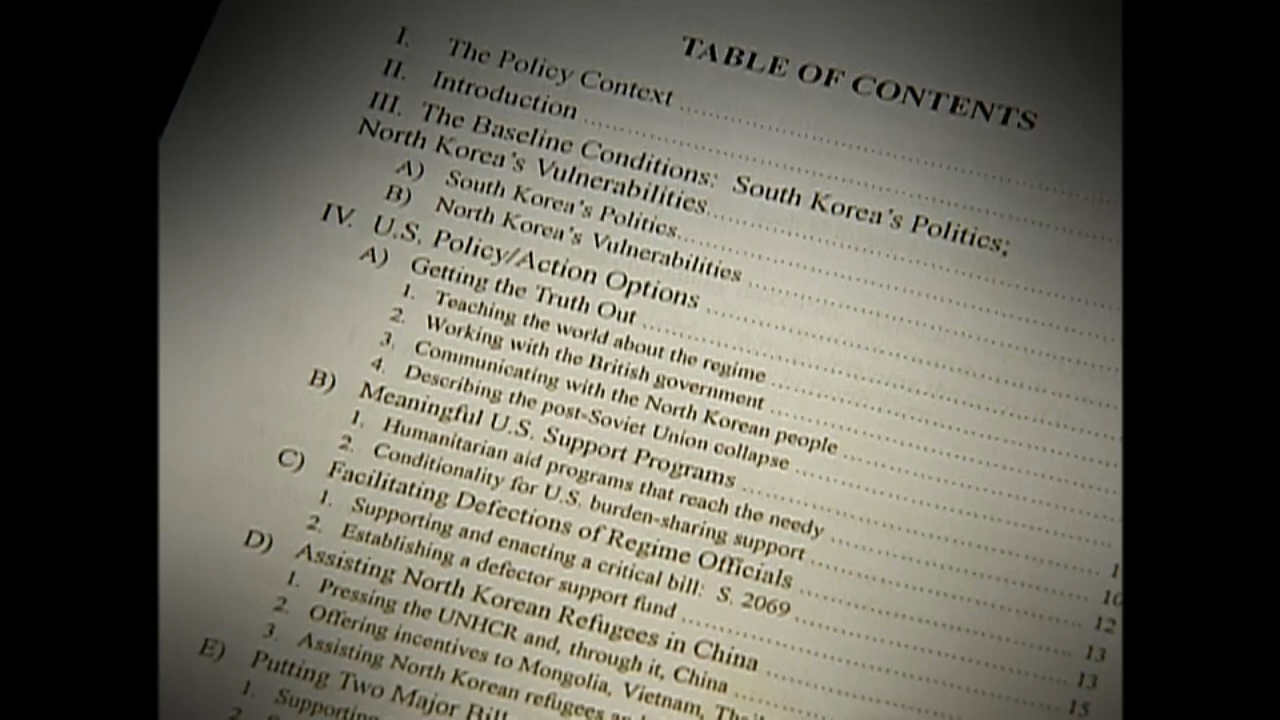 TABLE OF CONTENTS
I. The Policy Context
II. Introduction
III. The Baseline Conditions: South Korea's Politics;
North Korea's Vulnerabilities
A) South Korea's Politics
B) North Korea's Vulnerabilities
IV. U.S. Policy/Action Options
A) Getting the Truth Out
1. Teaching the world about the regime
2. Working with the British government
3. Communicating with the North Korean people
4. Describing the post-Soviet Union collapse
B) Meaningful U.S. Support Programs
1. Humanitarian aid programs that reach the needy
2. Conditionality for U.S. burden-sharing support
C) Facilitating Defections of Regime Officials
1. Supporting and enacting a critical bill: S. 2069 10
2. Establishing a defector support fund 12
D) Assisting North Korean Refugees in China 13
1. Pressing the UNHCR and, through it, China 13
2. Offering incentives to Mongolia, Vietnam, 15
3. Assisting North Korean refugees
E) Putting Two Major
1. Supporting
2.